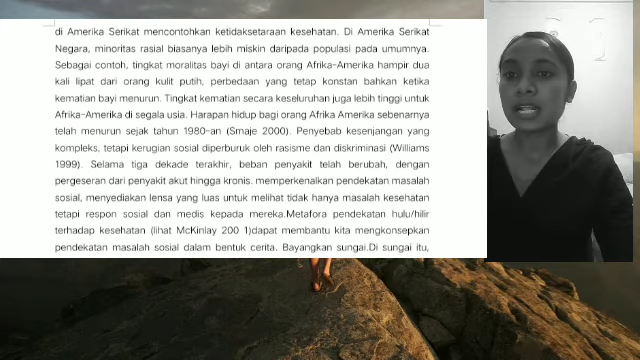 di Amerika Serikat mencontohkan ketidaksetaraan kesehatan. Di Amerika Serikat
Negara, minoritas rasial biasanya lebih miskin daripada populasi pada umumnya.
Sebagai contoh, tingkat moralitas bayi di antara orang Afrika-Amerika hampir dua
kali lipat dari orang kulit putih, perbedaan yang tetap konstan bahkan ketika
kematian bayi menurun. Tingkat kematian secara keseluruhan juga lebih tinggi untuk
Afrika-Amerika di segala usia. Harapan hidup bagi orang Afrika Amerika sebenarnya
telah menurun sejak tahun 1980-an (Smaje 2000). Penyebab kesenjangan yang
kompleks, tetapi kerugian sosial diperburuk oleh rasisme dan diskriminasi (Williams
1999). Selama tiga dekade terakhir, beban penyakit telah berubah, dengan
pergeseran dari penyakit akut hingga kronis. memperkenalkan pendekatan masalah
sosial, menyediakan lensa yang luas untuk melihat tidak hanya masalah kesehatan
tetapi respon sosial dan medis kepada mereka.Metafora pendekatan hulu/hilir
terhadap kesehatan (lihat McKinlay 200 1)dapat membantu kita mengkonsepkan
pendekatan masalah sosial dalam bentuk cerita. Bayangkan sungai.Di sungai itu,